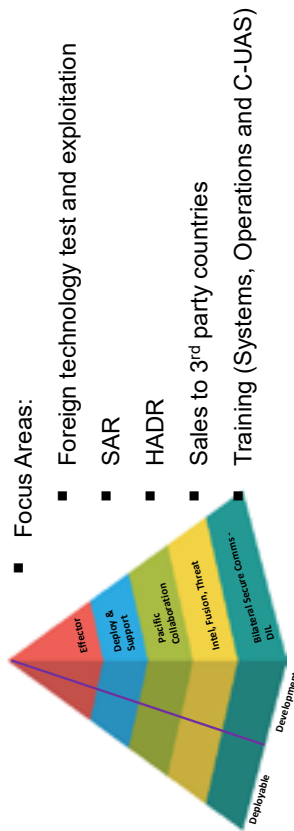 Focus Areas:
Foreign technology test and exploitation
SAR
HADR
Sales to 3rd party countries
Training (Systems, Operations and C-UAS)
Effector
Deploy &
Support
Pacific
Collaboration
Intel, Fusion, Threat
Bilateral Secure Comms -
DIL
Deployable
Development